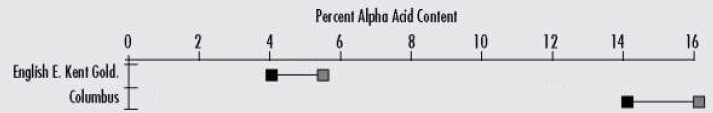 Percent Alpha Acid Content
0 2 4 6 8 10 12 14 16
English E. Kent Gold.
Columbus